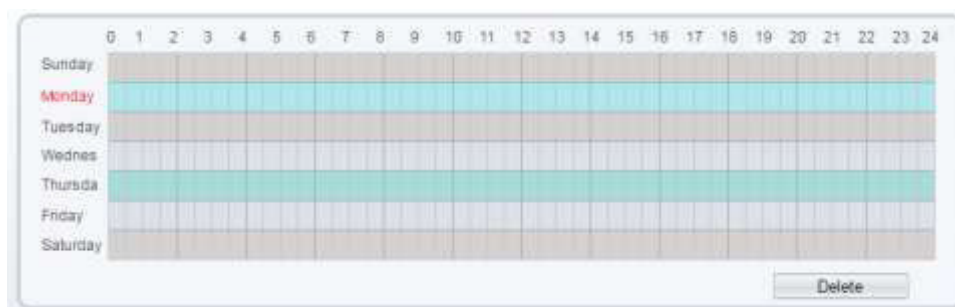 0 1 2 3 4 5 6 7 8 9 10 11 12 13 14 15 16 17 18 19 20 21 22 23 24
Sunday
Monday
Tuesday
Wednes
Thursda
Friday
Saturday
Delete